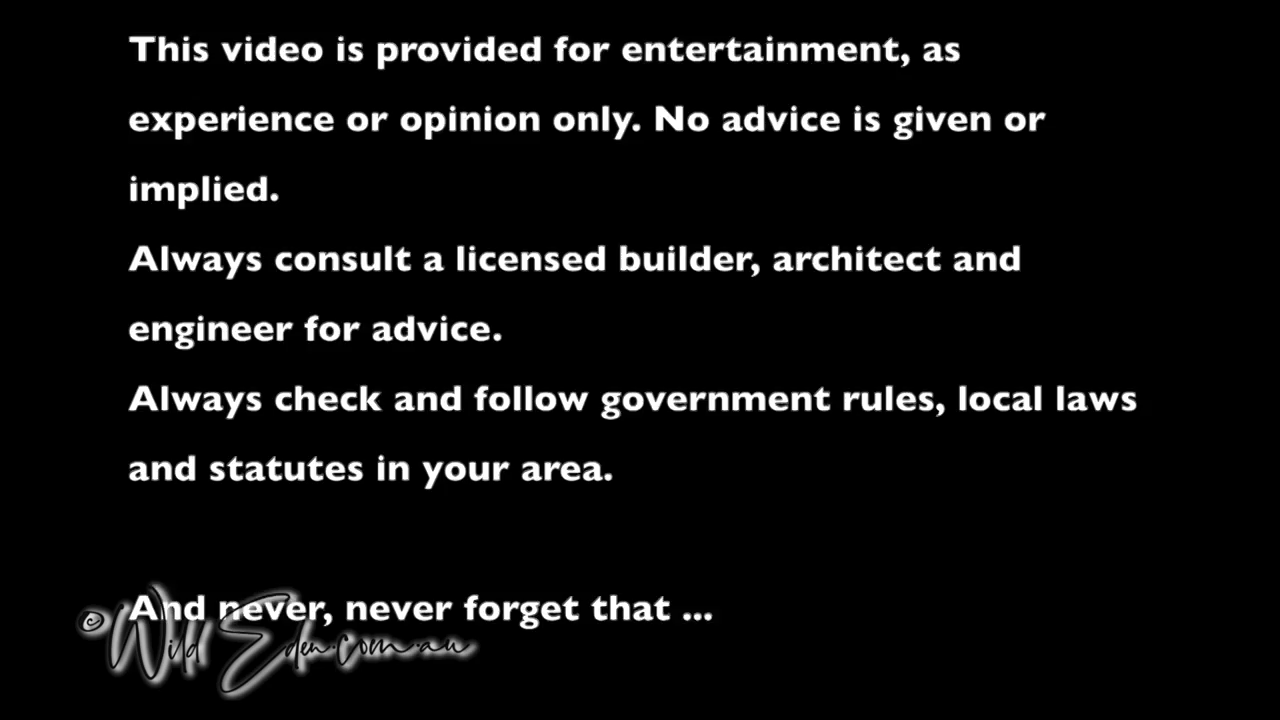 This video is provided for entertainment, as
experience or opinion only. No advice is given or
implied.
Always consult a licensed builder, architect and
engineer for advice.
Always check and follow government rules, local laws
and statutes in your area.
And never, never forget that ...
© Wild Eden.com.au